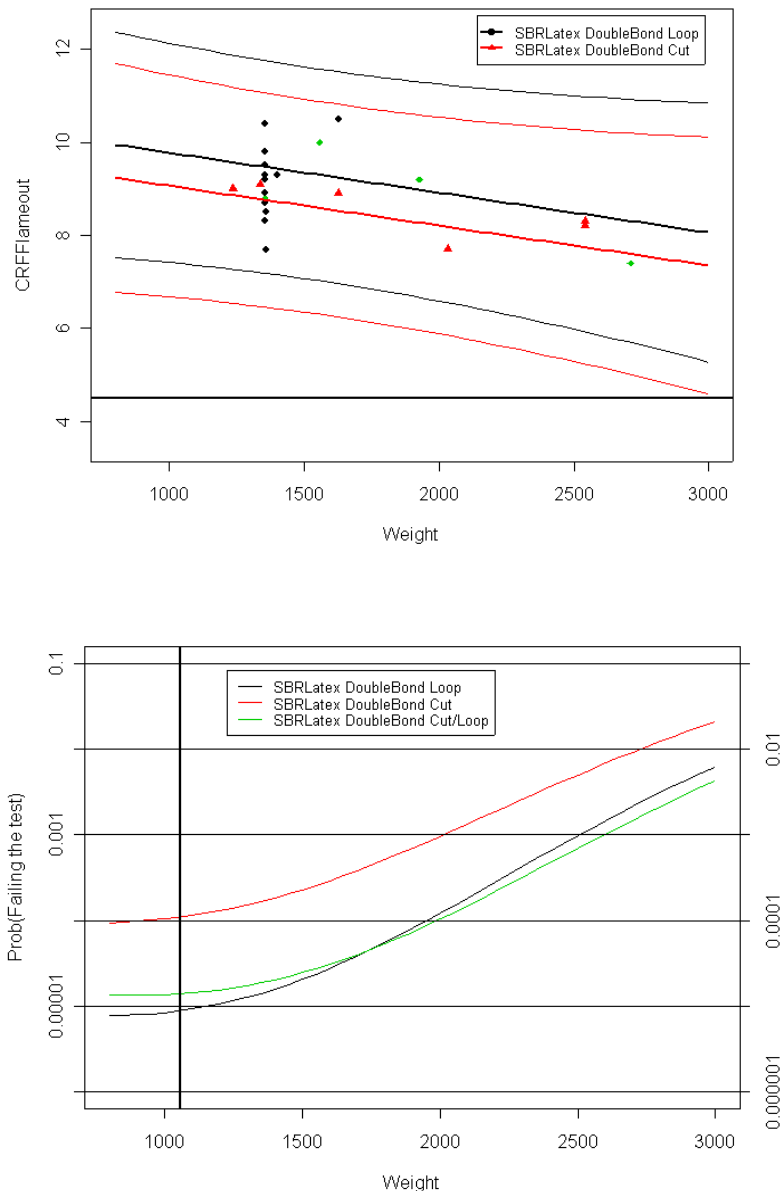 SBRLatex DoubleBond Loop
SBRLatex DoubleBond Cut
12
10
8
6
4
CRFFlameout
1000
1500
2000
2500
3000
Weight
SBRLatex DoubleBond Loop
SBRLatex DoubleBond Cut
SBRLatex DoubleBond Cut/Loop
0.1
0.001
0.00001
Prob(Failing the test)
0.01
0.0001
0.000001
1000
1500
2000
2500
3000
Weight